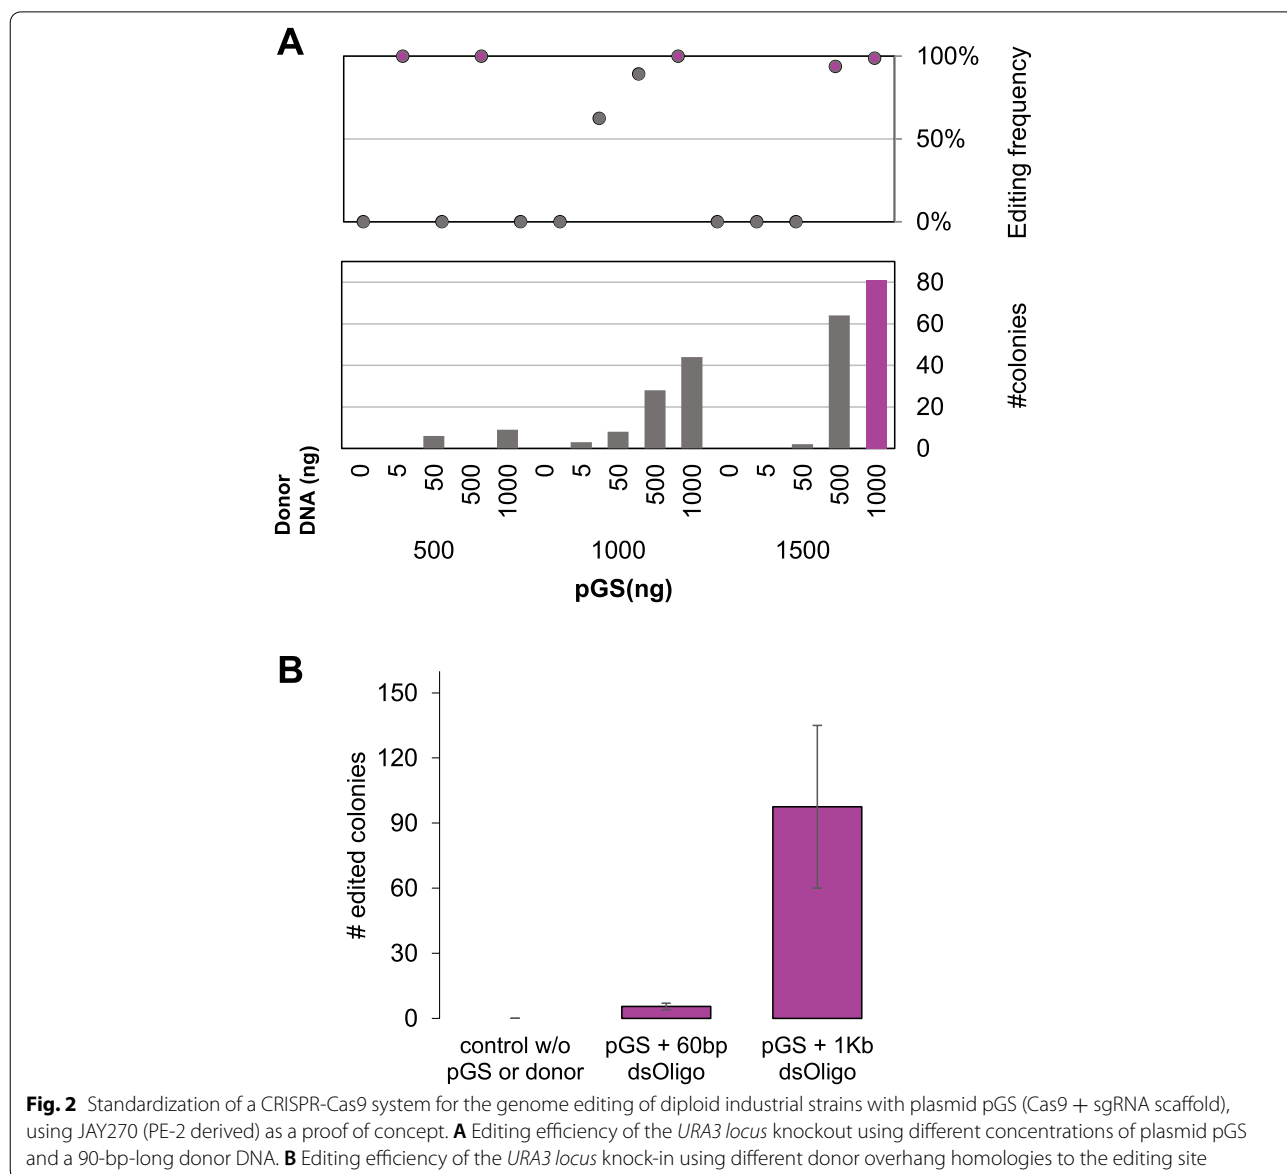 A
100%
50%
0%
Editing frequency
80
60
40
20
0
#colonies
Donor
DNA (ng)
0 5 50 500 1000 0 5 50 500 1000 0 5 50 500 1000
500 1000 1500
pGS(ng)
B
150
120
90
60
30
0
# edited colonies
control w/o pGS + 60bp pGS + 1Kb
pGS or donor dsOligo dsOligo
Fig. 2 Standardization of a CRISPR-Cas9 system for the genome editing of diploid industrial strains with plasmid pGS (Cas9 + sgRNA scaffold),
using JAY270 (PE-2 derived) as a proof of concept. A Editing efficiency of the URA3 locus knockout using different concentrations of plasmid pGS
and a 90-bp-long donor DNA. B Editing efficiency of the URA3 locus knock-in using different donor overhang homologies to the editing site